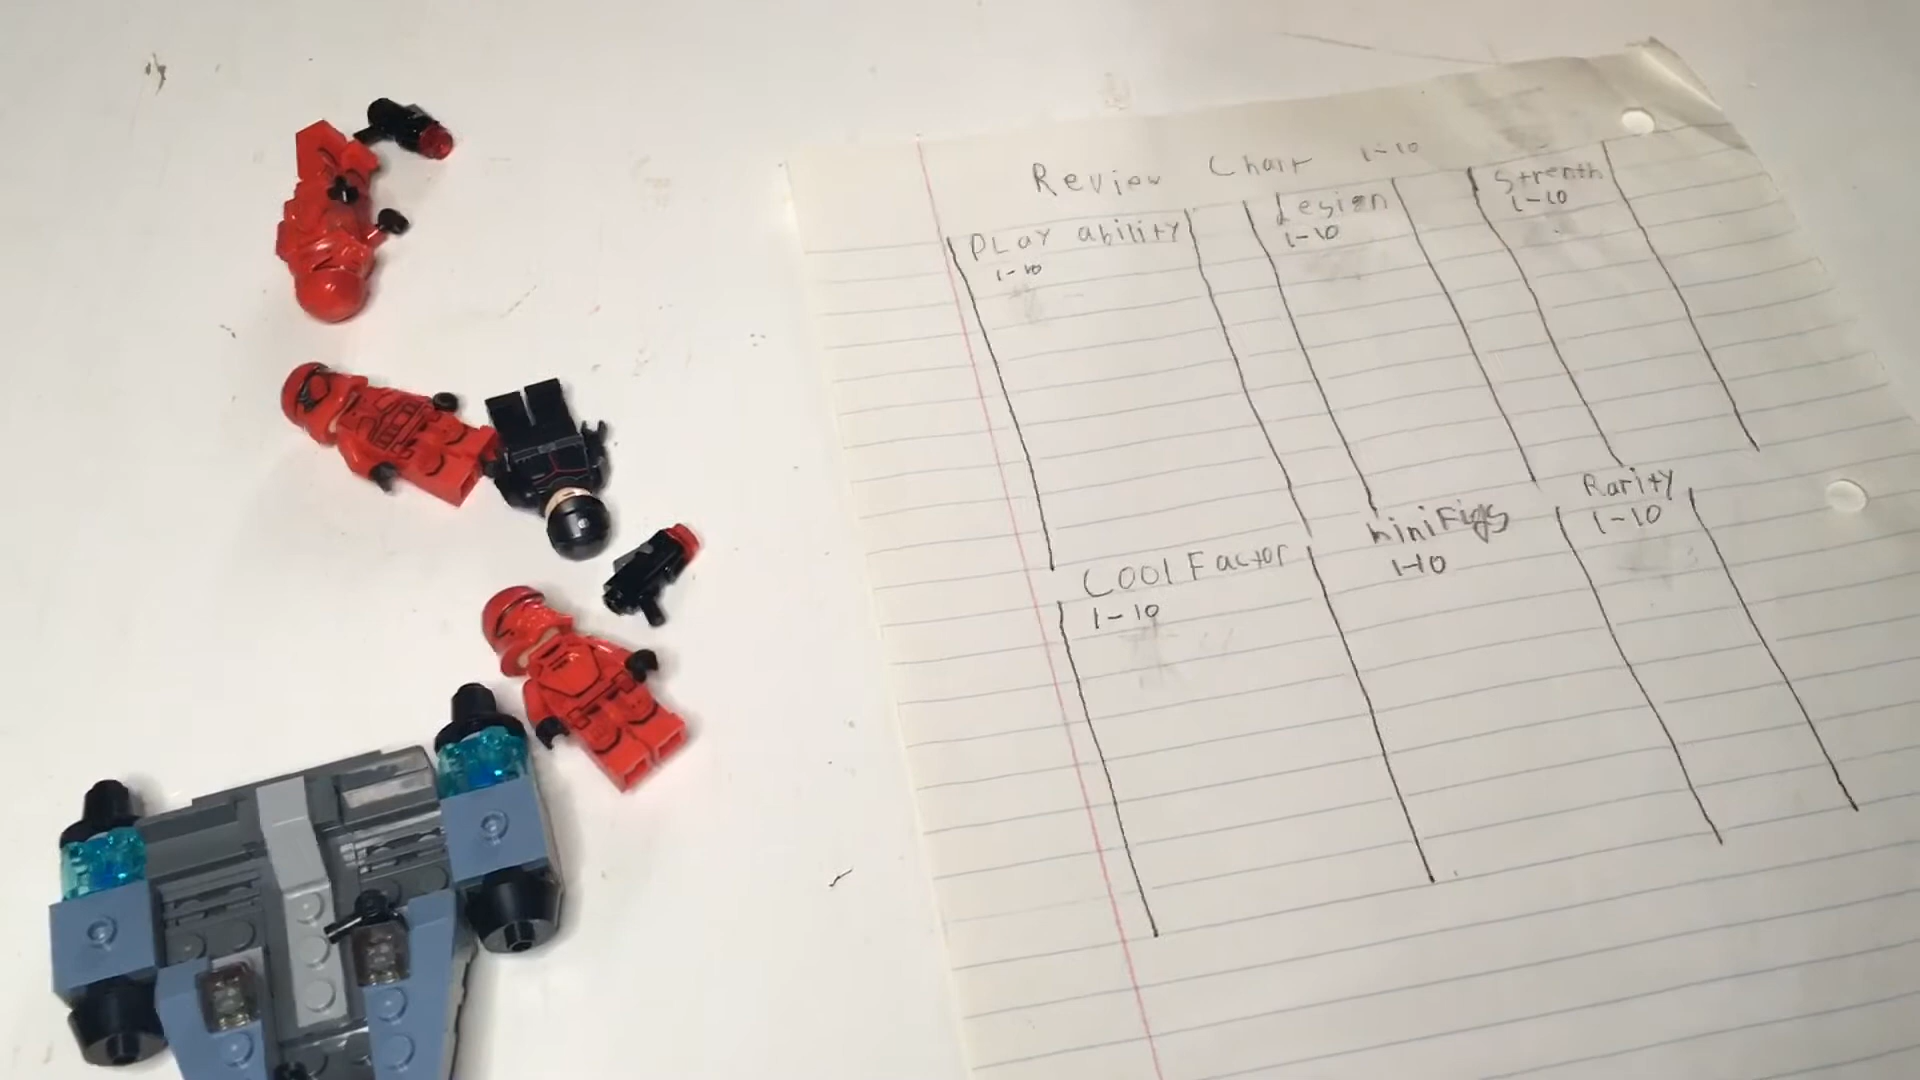 Review Chart 1-10
PLay ability
1-10
Design
1-10
Strenth
1-10
Cool Factor
1-10
miniFigs
1-10
Rarity
1-10